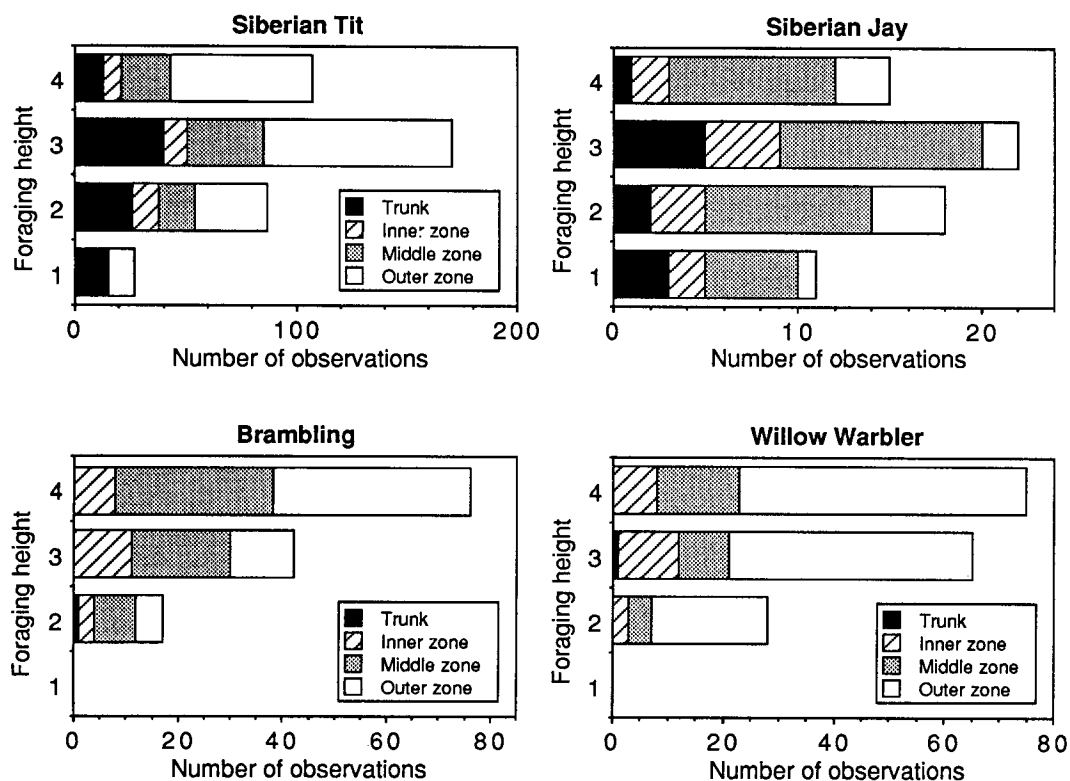 Siberian Tit
Foraging height
4
3
2
1
Trunk
Inner zone
Middle zone
Outer zone
0 100 200
Number of observations
Siberian Jay
Foraging height
4
3
2
1
0 10 20
Number of observations
Brambling
Foraging height
4
3
2
1
Trunk
Inner zone
Middle zone
Outer zone
0 20 40 60 80
Number of observations
Willow Warbler
Foraging height
4
3
2
1
Trunk
Inner zone
Middle zone
Outer zone
0 20 40 60 80
Number of observations